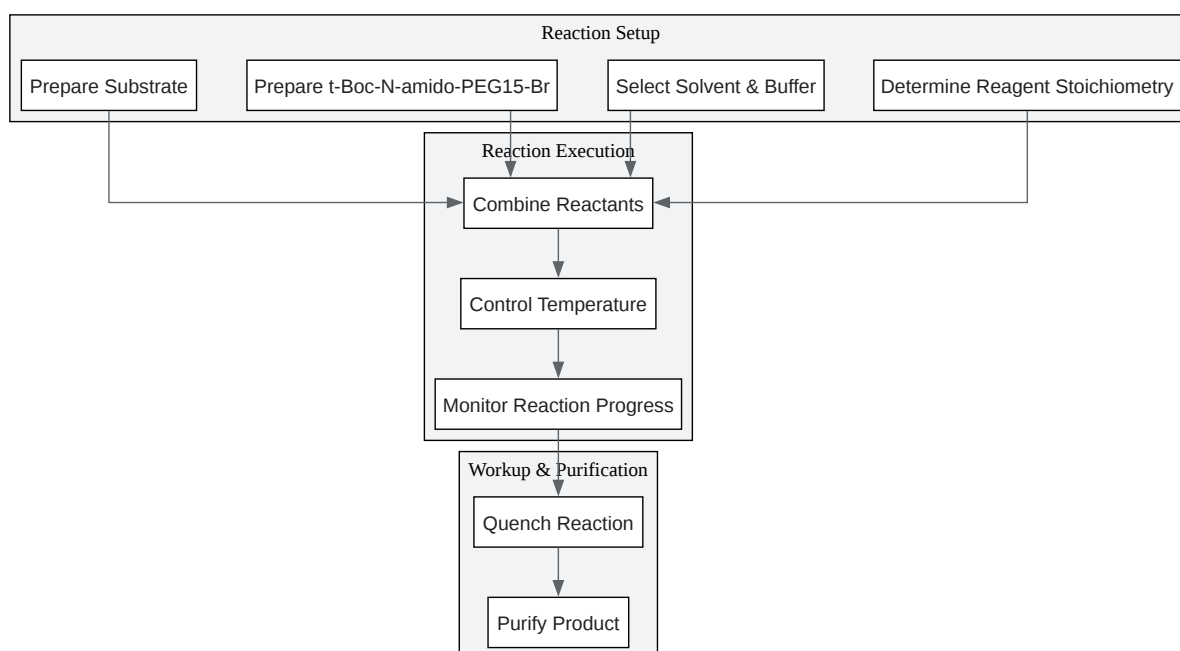 Reaction Setup
Prepare Substrate
Prepare t-Boc-N-amido-PEG15-Br
Select Solvent & Buffer
Determine Reagent Stoichiometry
Reaction Execution
Combine Reactants
Control Temperature
Monitor Reaction Progress
Workup & Purification
Quench Reaction
Purify Product